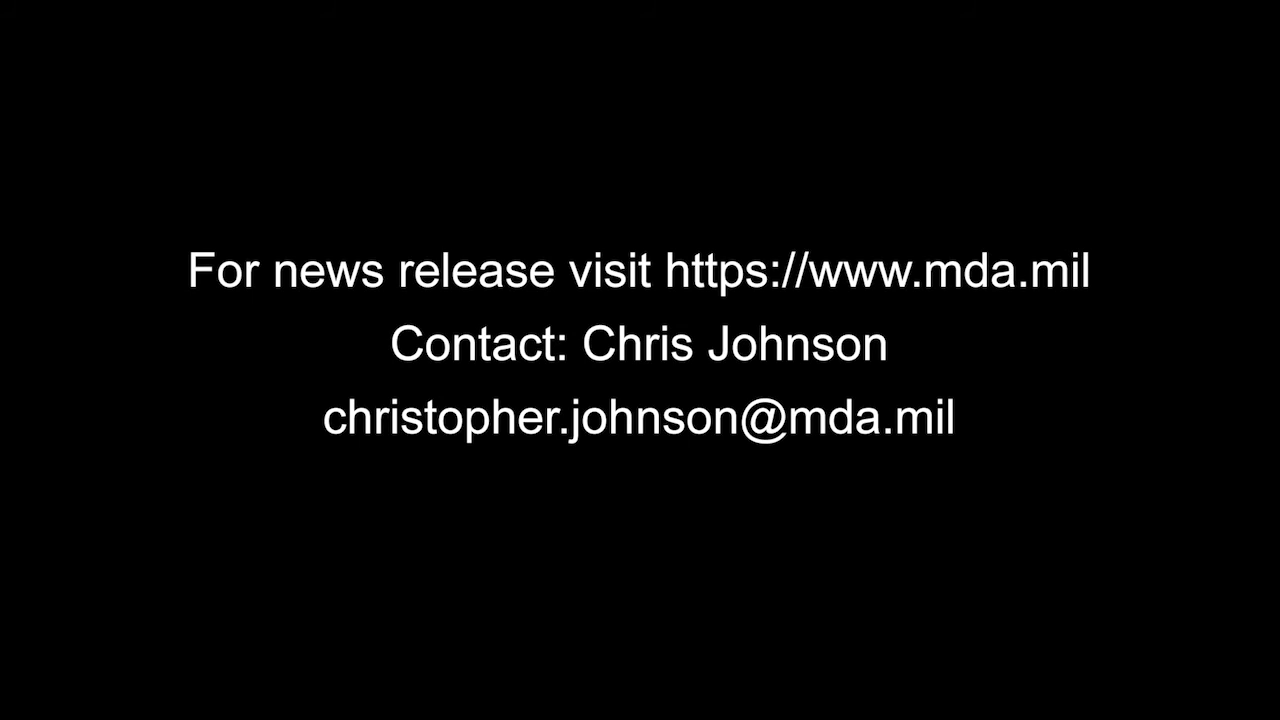 For news release visit https://www.mda.mil
Contact: Chris Johnson
christopher.johnson@mda.mil